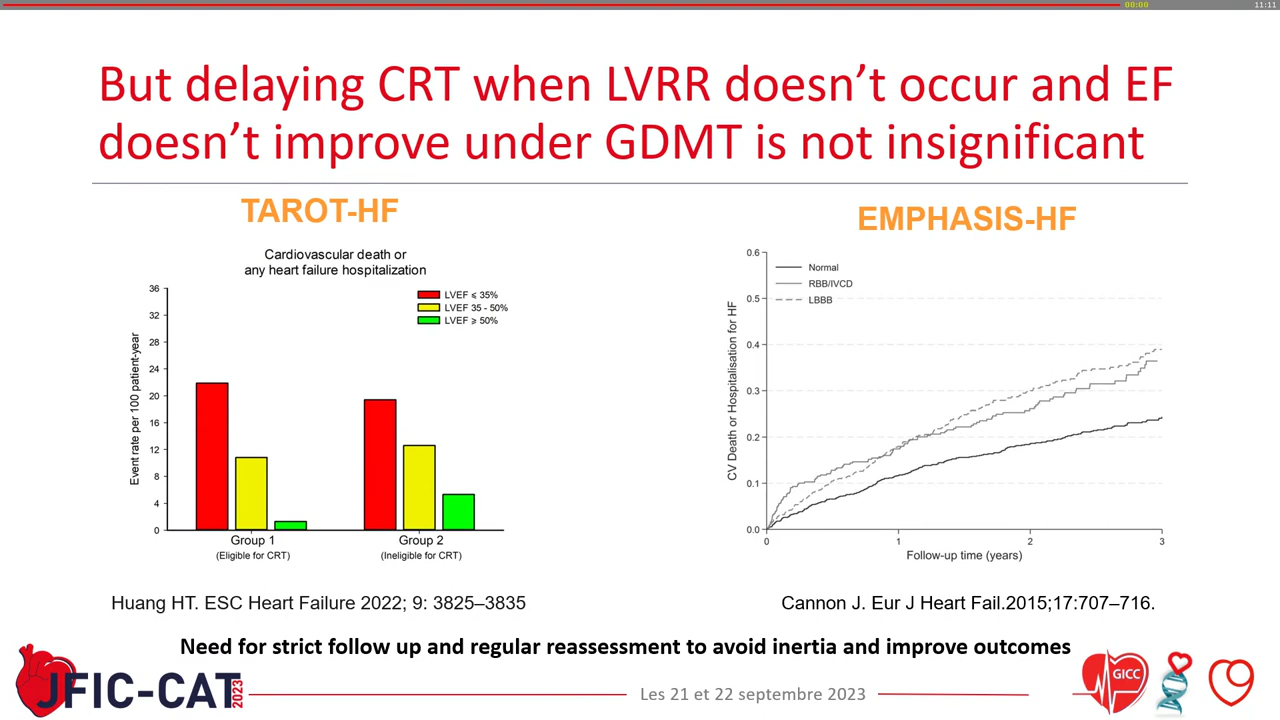 00:00
11:11
But delaying CRT when LVRR doesn’t occur and EF
doesn’t improve under GDMT is not insignificant
TAROT-HF
Cardiovascular death or
any heart failure hospitalization
LVEF ⩽ 35%
LVEF 35 - 50%
LVEF ⩾ 50%
Event rate per 100 patient-year
36
32
28
24
20
16
12
8
4
0
Group 1
(Eligible for CRT)
Group 2
(Ineligible for CRT)
Huang HT. ESC Heart Failure 2022; 9: 3825–3835
EMPHASIS-HF
Normal
RBB/IVCD
LBBB
CV Death or Hospitalisation for HF
0.6
0.5
0.4
0.3
0.2
0.1
0.0
0
1
2
3
Follow-up time (years)
Cannon J. Eur J Heart Fail.2015;17:707–716.
Need for strict follow up and regular reassessment to avoid inertia and improve outcomes
JFIC-CAT
2023
Les 21 et 22 septembre 2023
GICC